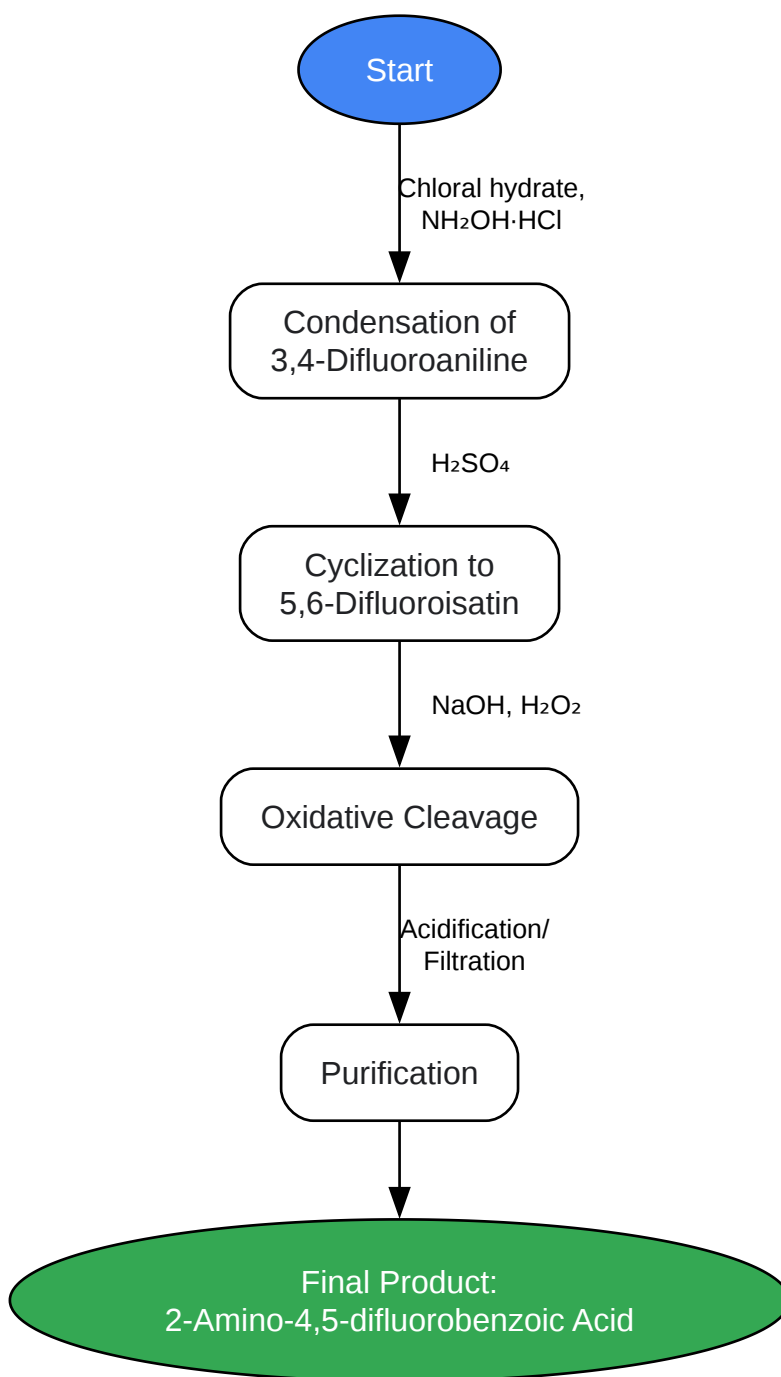 Start
Chloral hydrate,
NH₂OH·HCl
Condensation of
3,4-Difluoroaniline
H₂SO₄
Cyclization to
5,6-Difluoroisatin
NaOH, H₂O₂
Oxidative Cleavage
Acidification/
Filtration
Purification
Final Product:
2-Amino-4,5-difluorobenzoic Acid